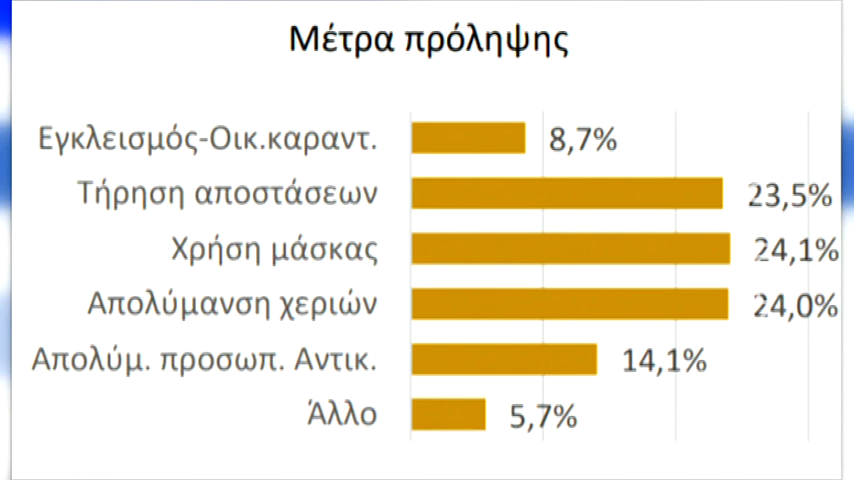 Μέτρα πρόληψης
Εγκλεισμός-Οικ.καραντ. 8,7%
Τήρηση αποστάσεων 23,5%
Χρήση μάσκας 24,1%
Απολύμανση χεριών 24,0%
Απολύμ. προσωπ. Αντικ. 14,1%
Άλλο 5,7%